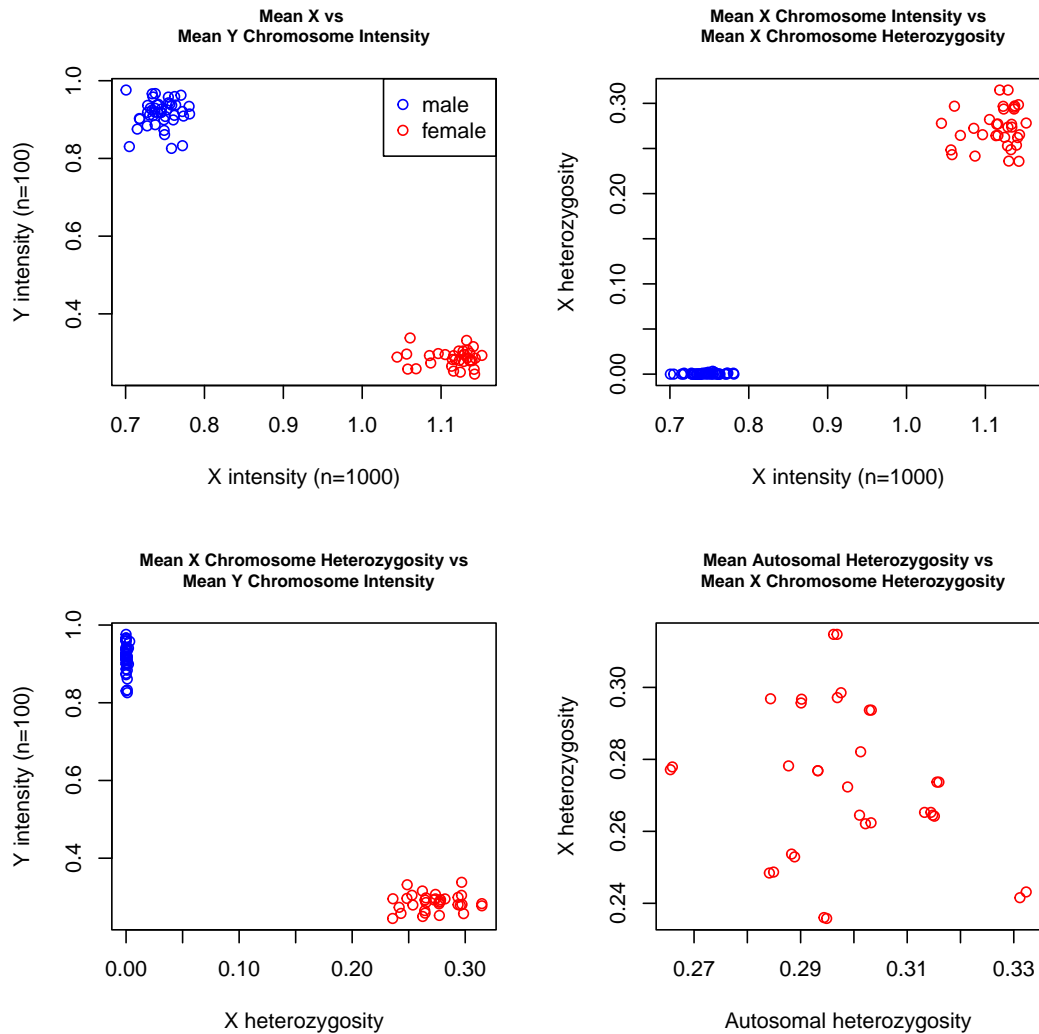 Mean X vs
Mean Y Chromosome Intensity
1.0
0.8
0.6
0.4
Y intensity (n=100)
male
female
0.7 0.8 0.9 1.0 1.1
X intensity (n=1000)
Mean X Chromosome Intensity vs
Mean X Chromosome Heterozygosity
0.30
0.20
0.10
0.00
X heterozygosity
0.7 0.8 0.9 1.0 1.1
X intensity (n=1000)
Mean X Chromosome Heterozygosity vs
Mean Y Chromosome Intensity
1.0
0.8
0.6
0.4
Y intensity (n=100)
0.00 0.10 0.20 0.30
X heterozygosity
Mean Autosomal Heterozygosity vs
Mean X Chromosome Heterozygosity
0.30
0.28
0.26
0.24
X heterozygosity
0.27 0.29 0.31 0.33
Autosomal heterozygosity